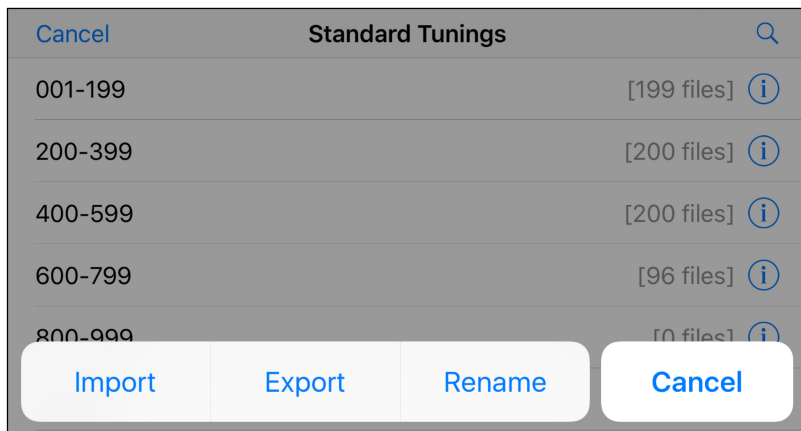 Cancel Standard Tunings
001-199 [199 files] i
200-399 [200 files] i
400-599 [200 files] i
600-799 [96 files] i
800-999 [0 files] i
Import Export Rename Cancel